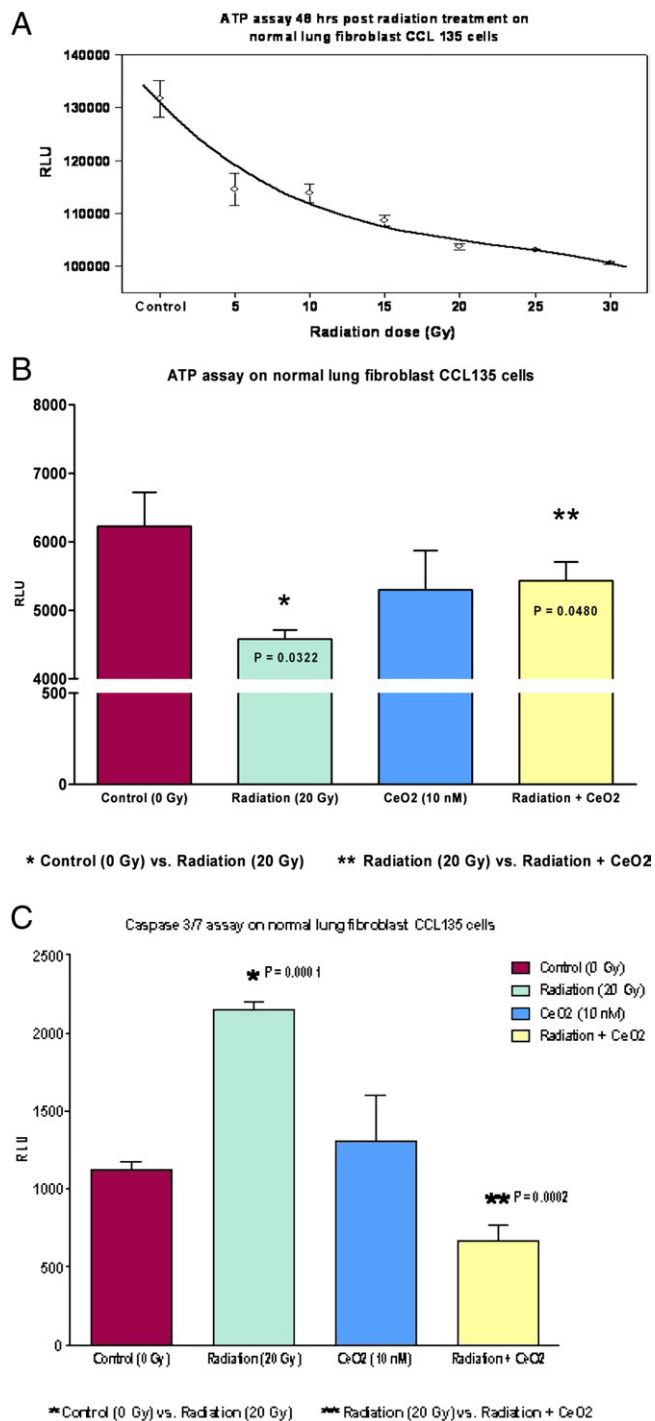 A
ATP assay 48 hrs post radiation treatment on
normal lung fibroblast CCL 135 cells
140000
130000
120000
110000
100000
RLU
Control 5 10 15 20 25 30
Radiation dose (Gy)
B
ATP assay on normal lung fibroblast CCL135 cells
8000
7000
6000
5000
4000
500
0
RLU
*
P = 0.0322
**
P = 0.0480
Control (0 Gy) Radiation (20 Gy) CeO2 (10 nM) Radiation + CeO2
* Control (0 Gy) vs. Radiation (20 Gy) ** Radiation (20 Gy) vs. Radiation + CeO2
C
Caspase 3/7 assay on normal lung fibroblast CCL135 cells
2500
2000
1500
1000
500
0
RLU
* P = 0.0001
** P = 0.0002
Control (0 Gy)
Radiation (20 Gy)
CeO2 (10 nM)
Radiation + CeO2
Control (0 Gy) Radiation (20 Gy) CeO2 (10 nM) Radiation + CeO2
* Control (0 Gy) vs. Radiation (20 Gy) ** Radiation (20 Gy) vs. Radiation + CeO2